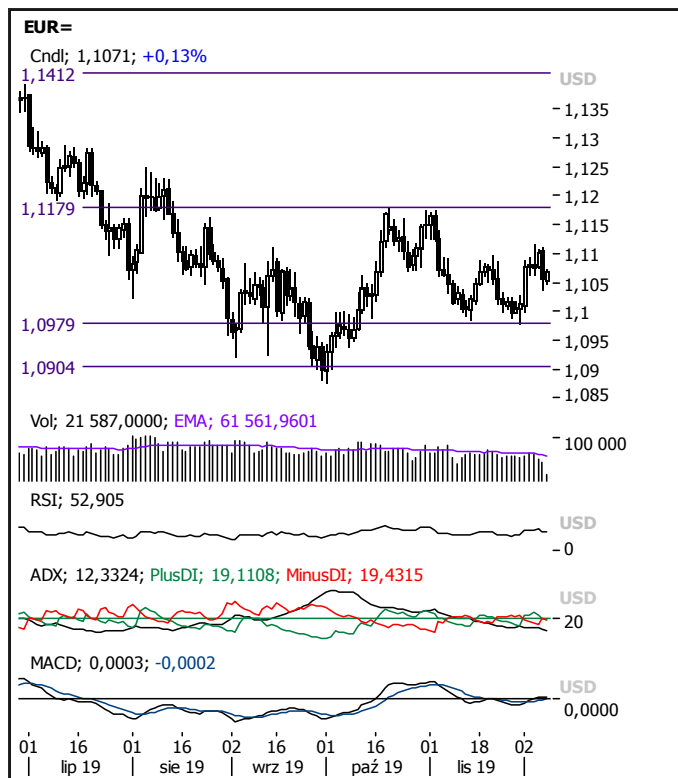 EUR=
Cndl; 1,1071; +0,13%
1,1412
USD
1,135
1,13
1,125
1,12
1,1179
1,115
1,11
1,105
1,1
1,0979
1,095
1,0904
1,09
1,085
Vol; 21 587,0000; EMA; 61 561,9601
100 000
RSI; 52,905
USD
0
ADX; 12,3324; PlusDI; 19,1108; MinusDI; 19,4315
USD
20
MACD; 0,0003; -0,0002
USD
0,0000
01 16 01 16 02 16 01 16 01 18 02
lip 19 sie 19 wrz 19 paź 19 lis 19